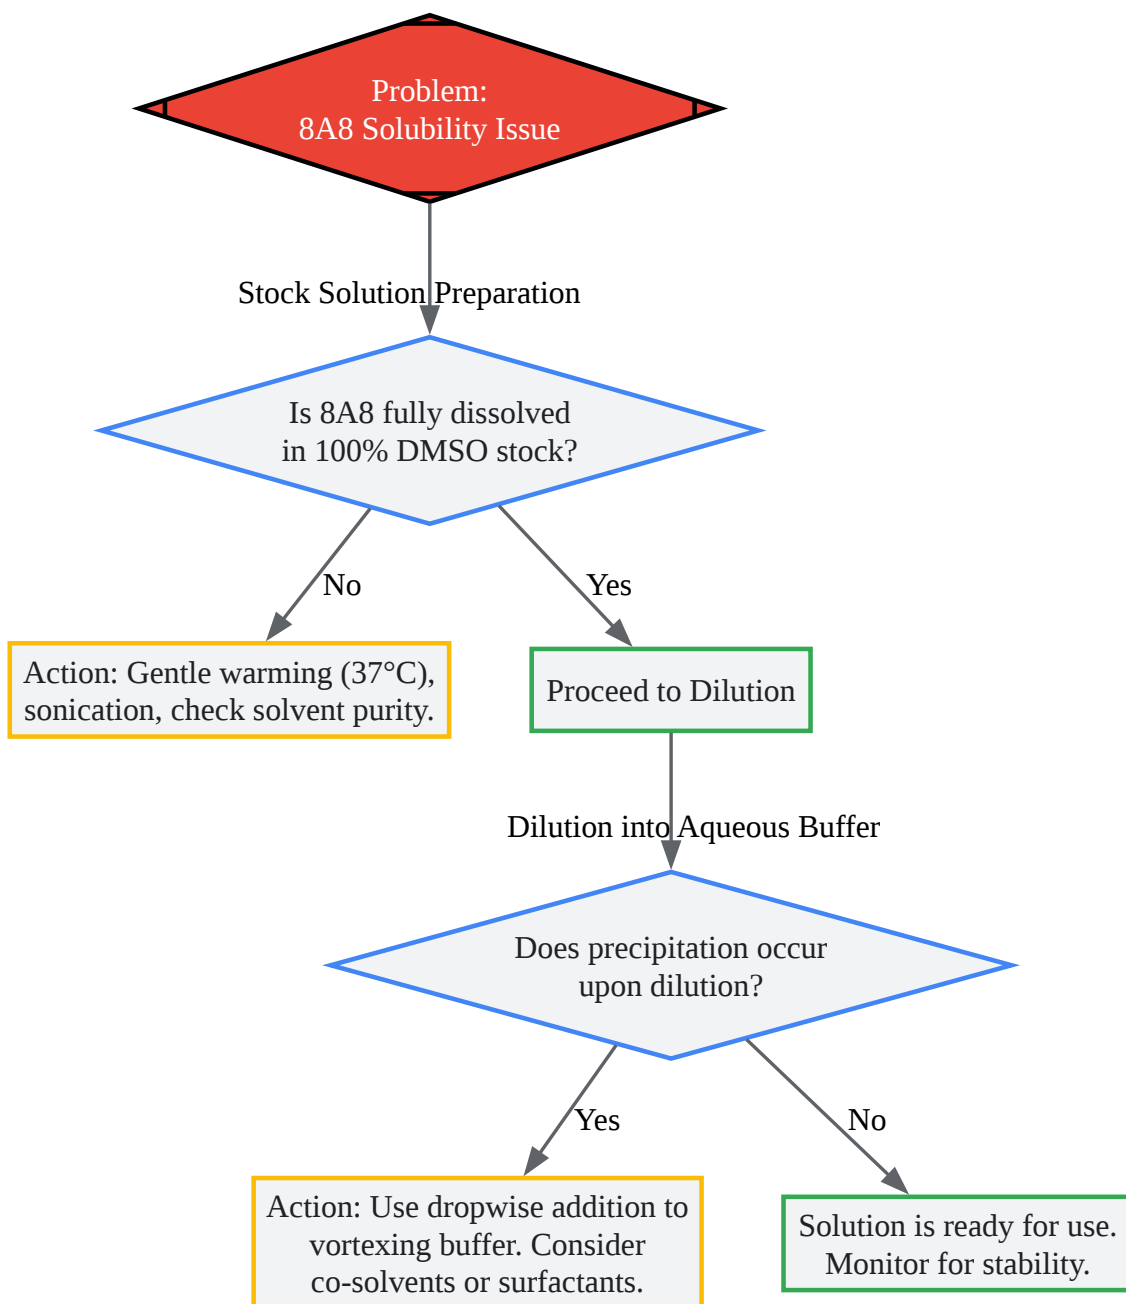 Problem:
8A8 Solubility Issue
Stock Solution Preparation
Is 8A8 fully dissolved
in 100% DMSO stock?
No
Yes
Action: Gentle warming (37°C),
sonication, check solvent purity.
Proceed to Dilution
Dilution into Aqueous Buffer
Does precipitation occur
upon dilution?
Yes
No
Action: Use dropwise addition to
vortexing buffer. Consider
co-solvents or surfactants.
Solution is ready for use.
Monitor for stability.